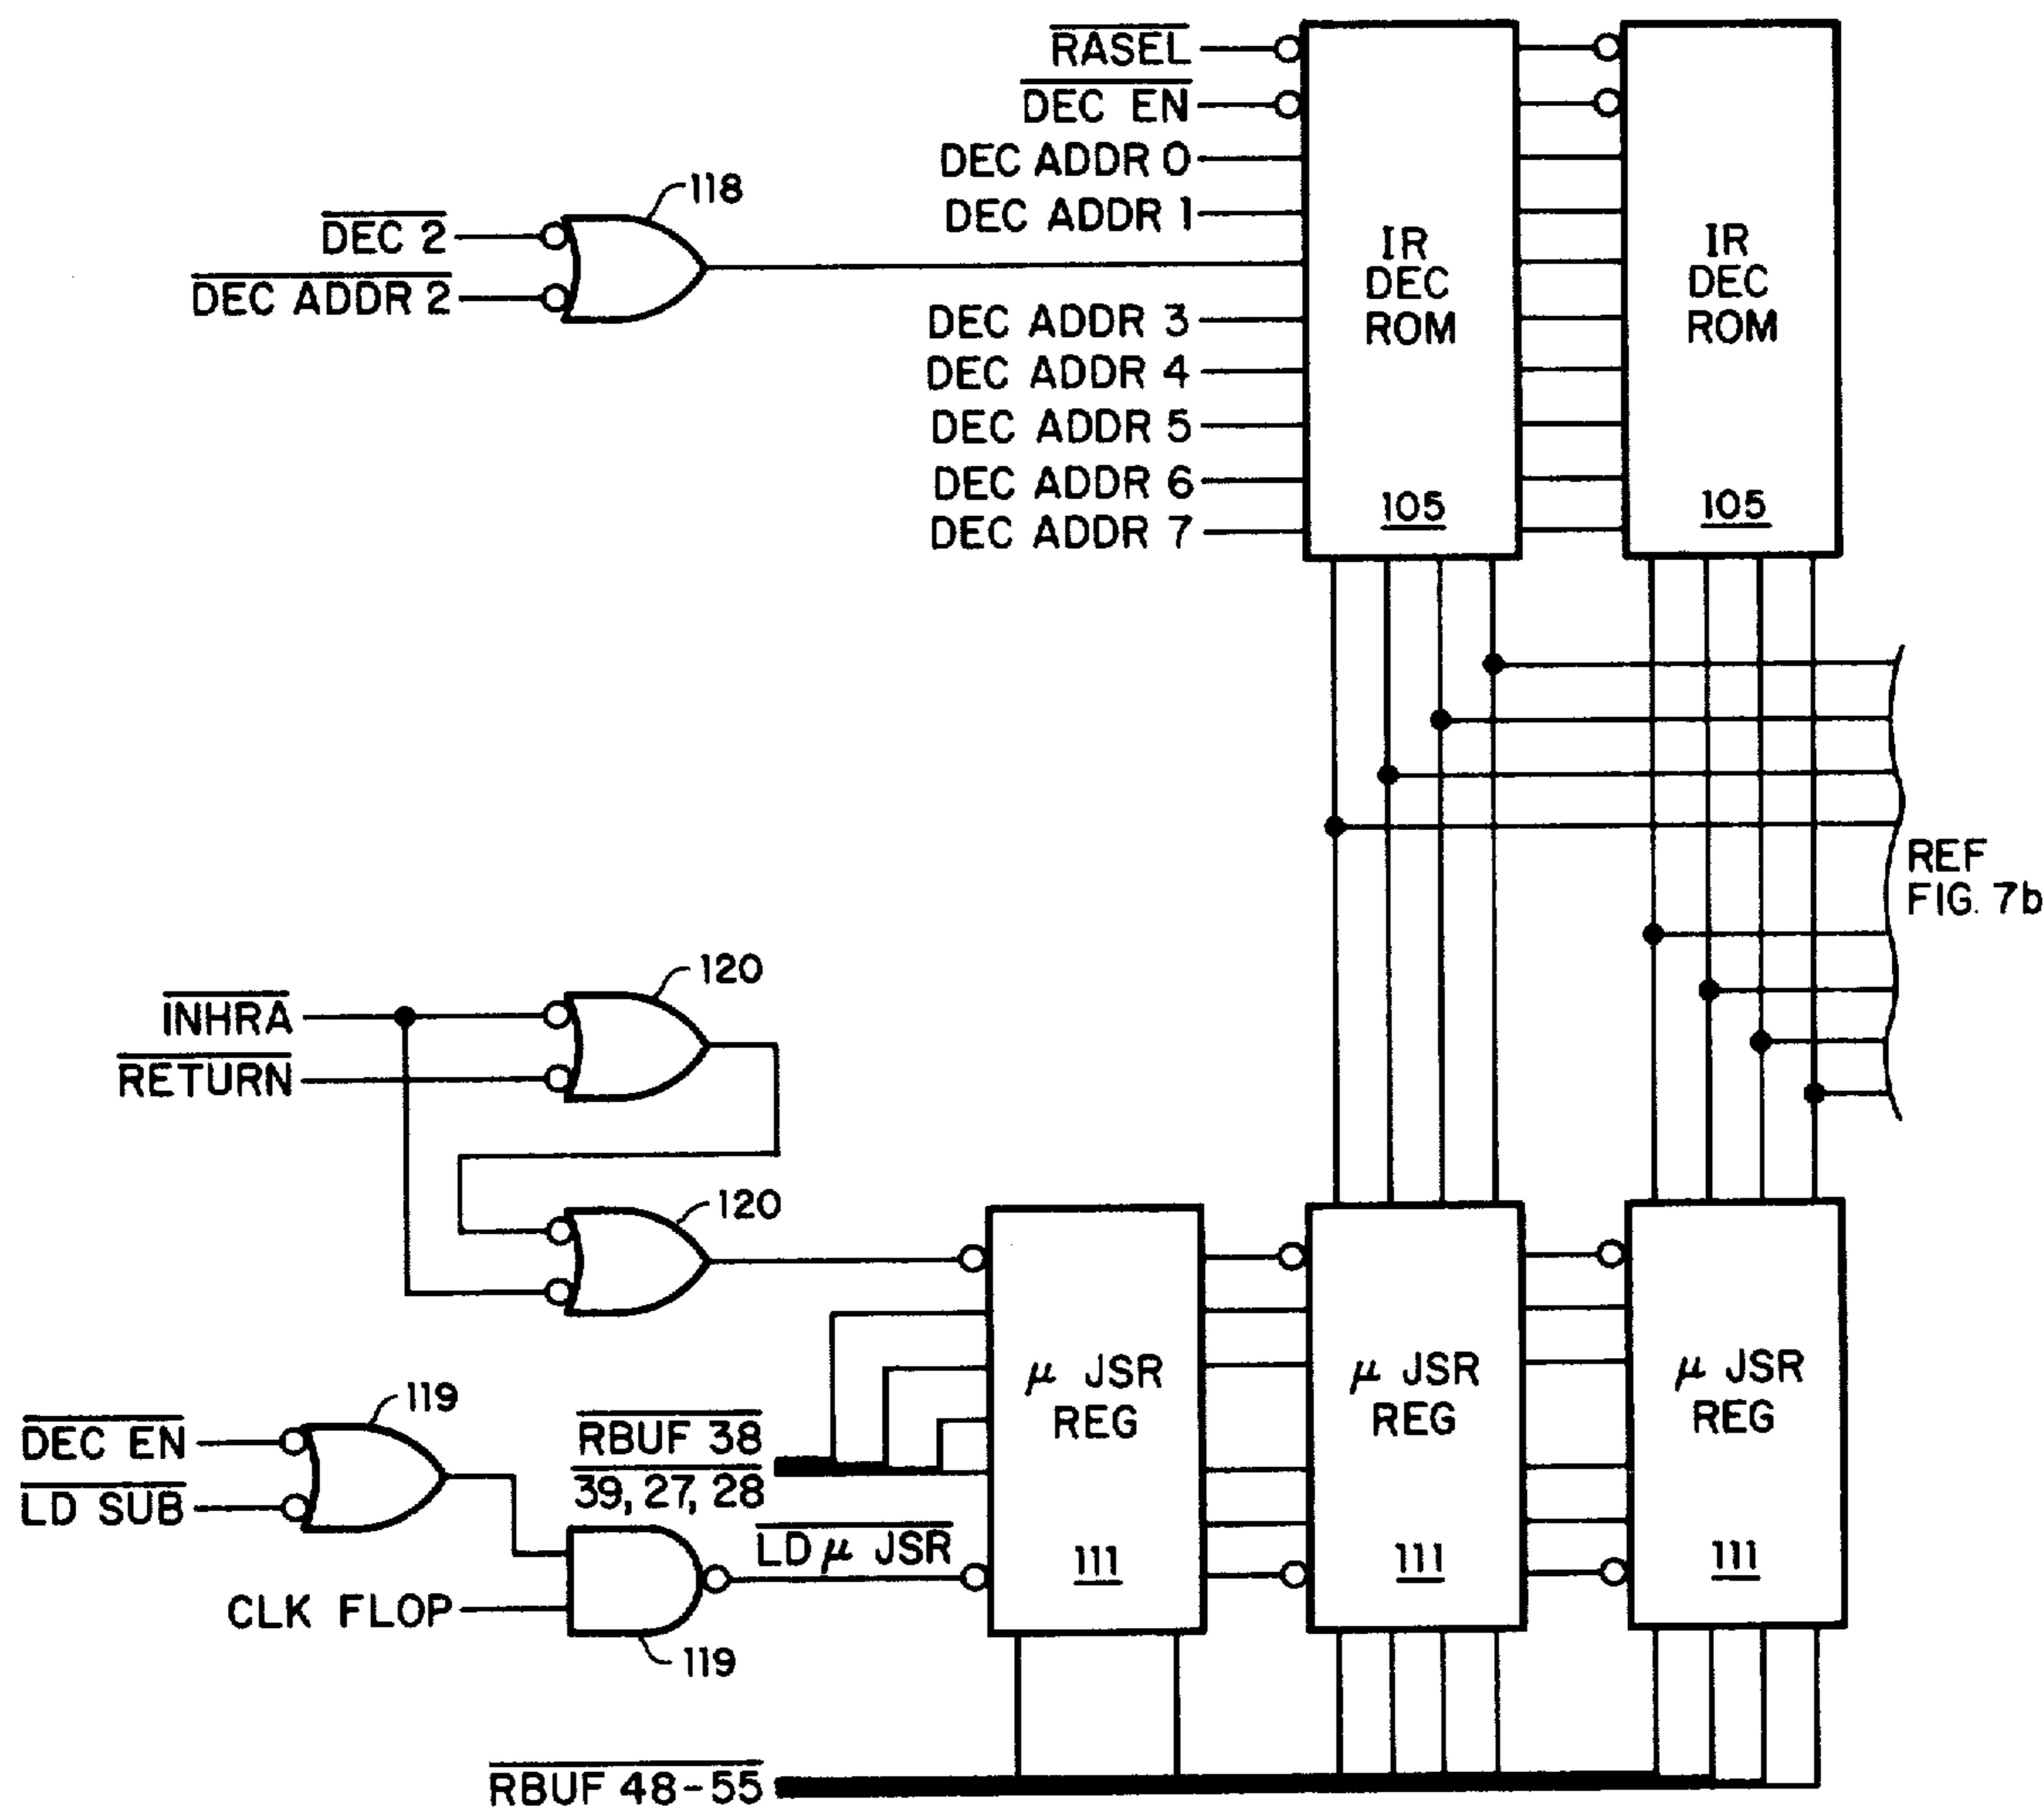 RASEL
DEC EN
DEC ADDR 0
DEC ADDR 1
118
DEC 2
DEC ADDR 2
DEC ADDR 3
DEC ADDR 4
DEC ADDR 5
DEC ADDR 6
DEC ADDR 7
IR
DEC
ROM
105
IR
DEC
ROM
105
REF
FIG. 7b
120
INHRA
RETURN
120
119
DEC EN
LD SUB
CLK FLOP
119
RBUF 38
39, 27, 28
LD μ JSR
μ JSR
REG
111
μ JSR
REG
111
μ JSR
REG
111
RBUF 48-55